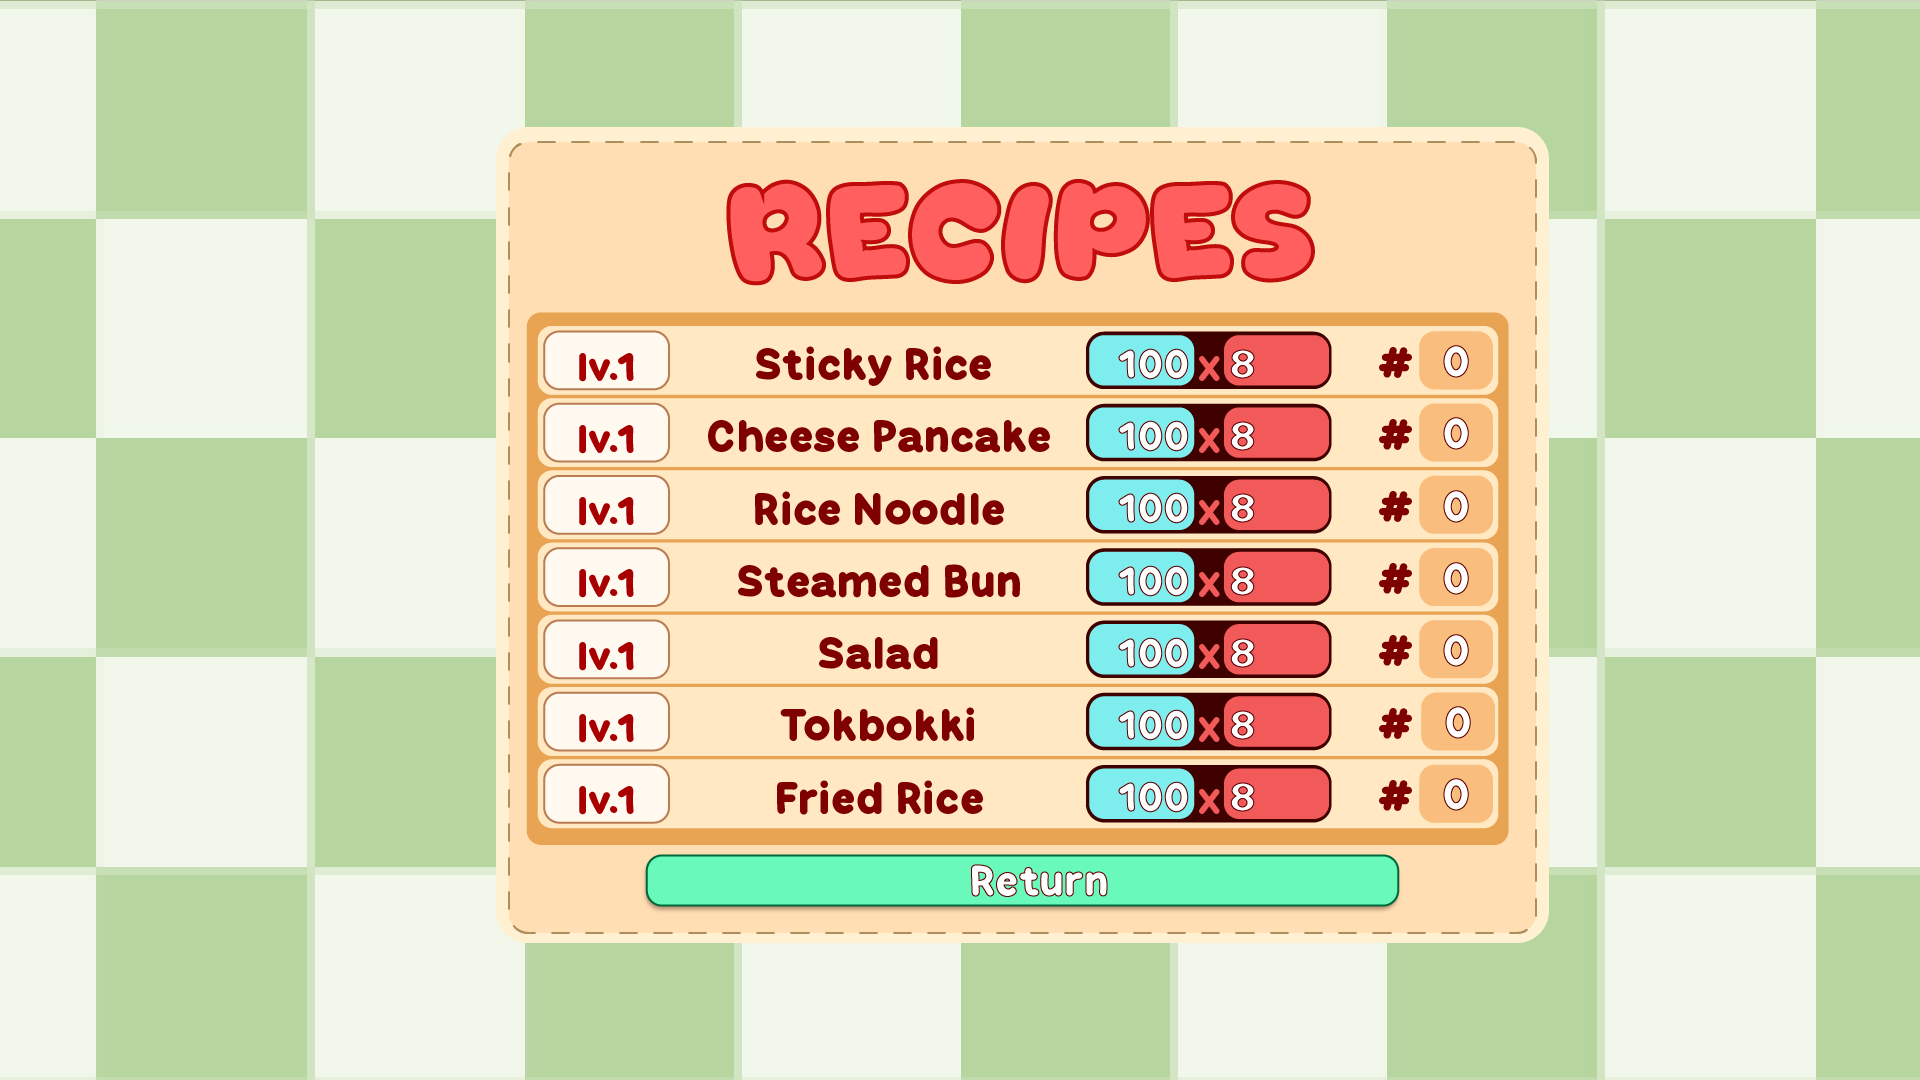 RECIPES
lv.1 Sticky Rice 100 x 8 # 0
lv.1 Cheese Pancake 100 x 8 # 0
lv.1 Rice Noodle 100 x 8 # 0
lv.1 Steamed Bun 100 x 8 # 0
lv.1 Salad 100 x 8 # 0
lv.1 Tokbokki 100 x 8 # 0
lv.1 Fried Rice 100 x 8 # 0
Return